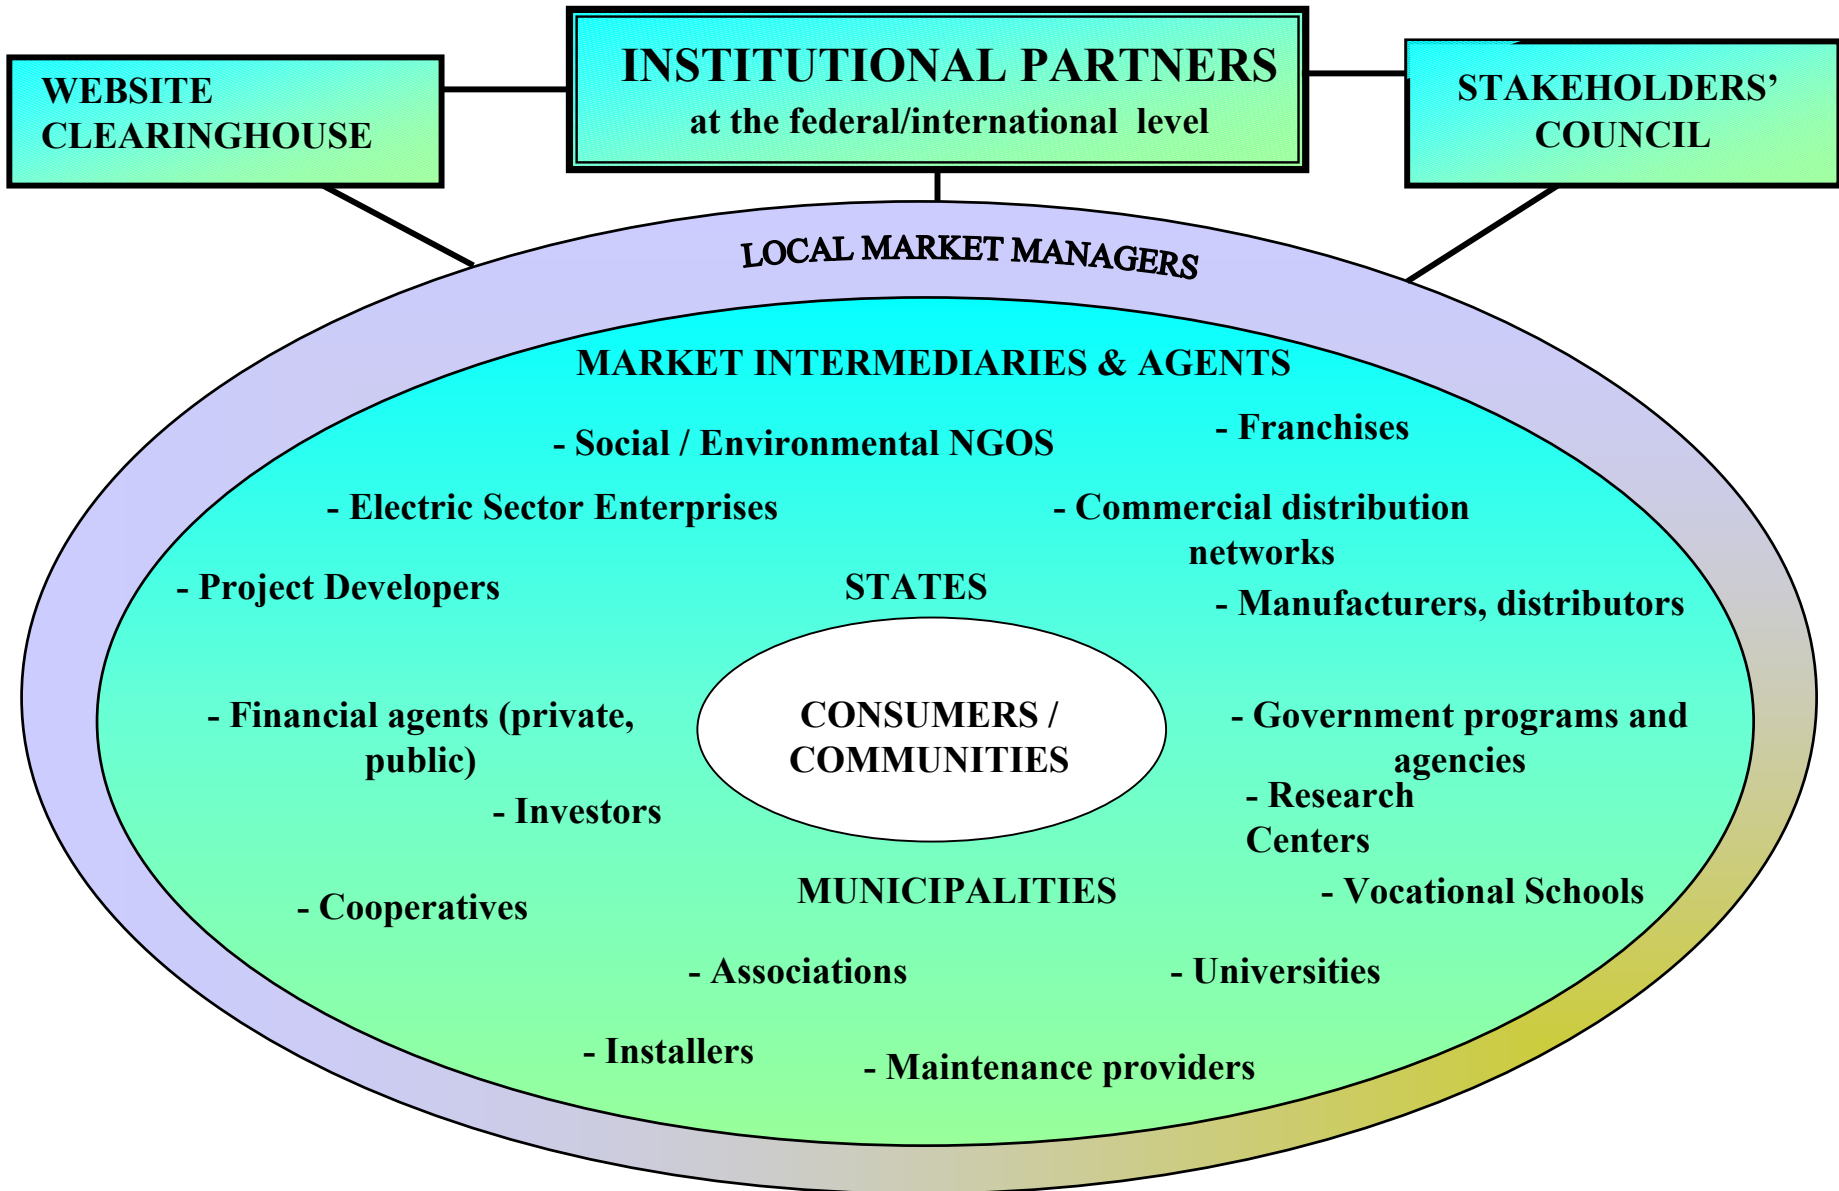 WEBSITE
CLEARINGHOUSE
INSTITUTIONAL PARTNERS
at the federal/international level
STAKEHOLDERS’
COUNCIL
LOCAL MARKET MANAGERS
MARKET INTERMEDIARIES & AGENTS
- Social / Environmental NGOS
- Franchises
- Electric Sector Enterprises
- Commercial distribution
networks
- Project Developers
STATES
- Manufacturers, distributors
- Financial agents (private,
public)
CONSUMERS /
COMMUNITIES
- Government programs and
agencies
- Investors
- Research
Centers
- Cooperatives
MUNICIPALITIES
- Vocational Schools
- Associations
- Universities
- Installers
- Maintenance providers